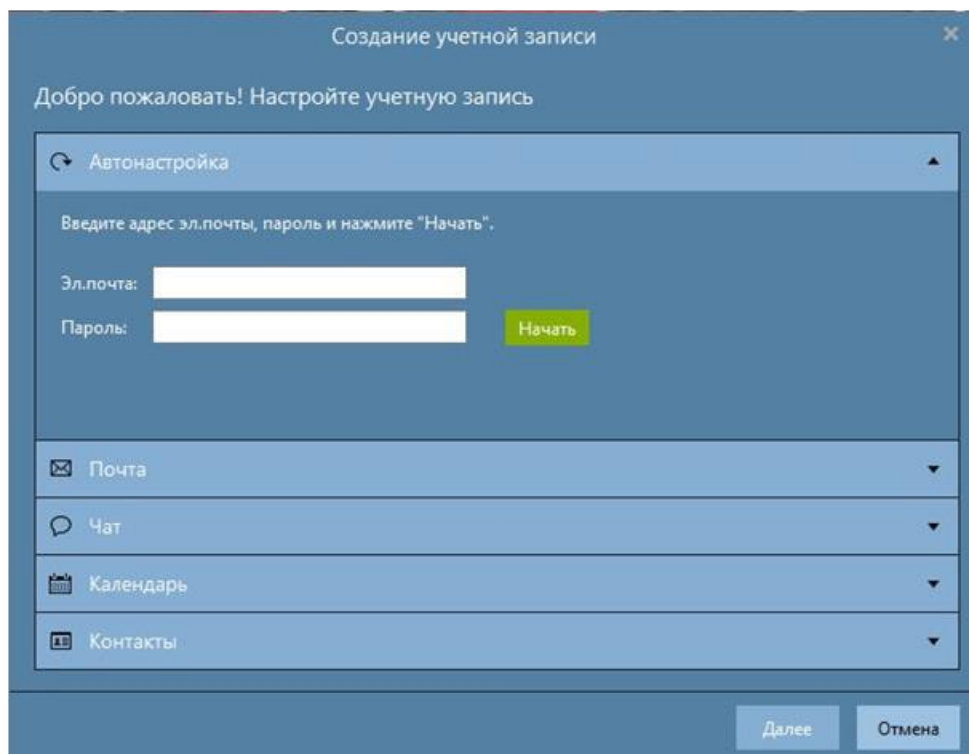 Создание учетной записи
Добро пожаловать! Настройте учетную запись
Автонастройка
Введите адрес эл.почты, пароль и нажмите "Начать".
Эл.почта:
Пароль:
Начать
Почта
Чат
Календарь
Контакты
Далее
Отмена